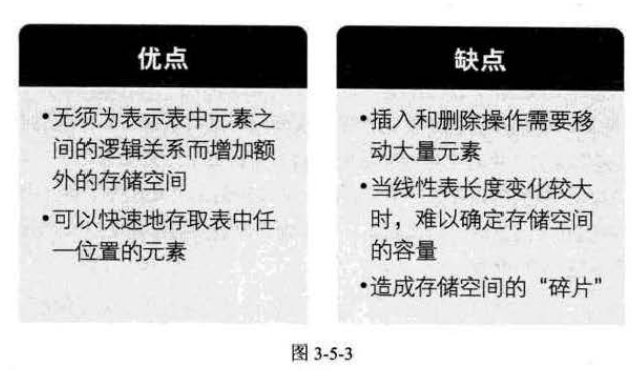 优点
•无须为表示表中元素之
间的逻辑关系而增加额
外的存储空间
•可以快速地存取表中任
一位置的元素
缺点
•插入和删除操作需要移
动大量元素
•当线性表长度变化较大
时，难以确定存储空间
的容量
•造成存储空间的“碎片”
图 3-5-3